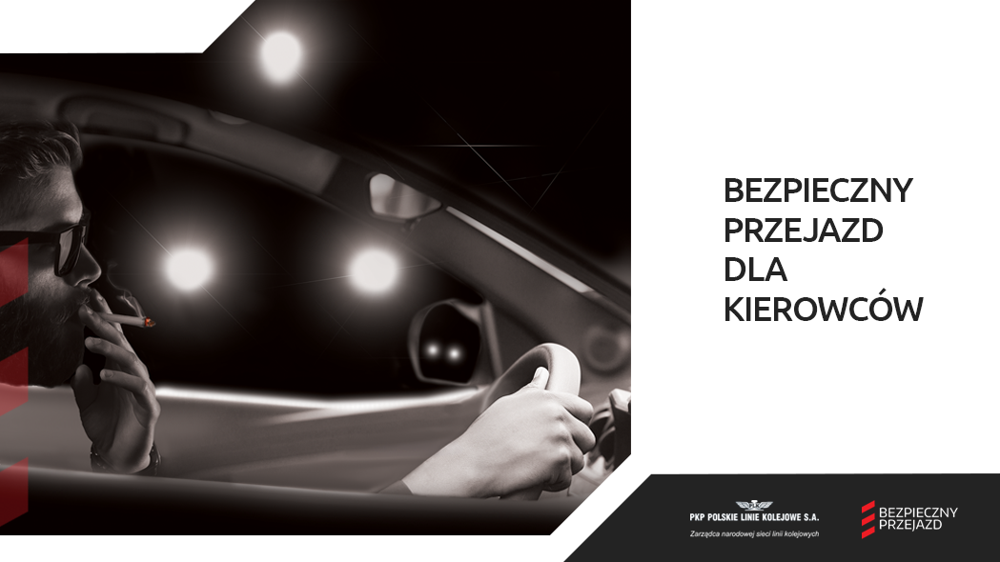 BEZPIECZNY
PRZEJAZD
DLA
KIEROWCÓW
PKP POLSKIE LINIE KOLEJOWE S.A.
Zarządca narodowej sieci linii kolejowych
BEZPIECZNY
PRZEJAZD